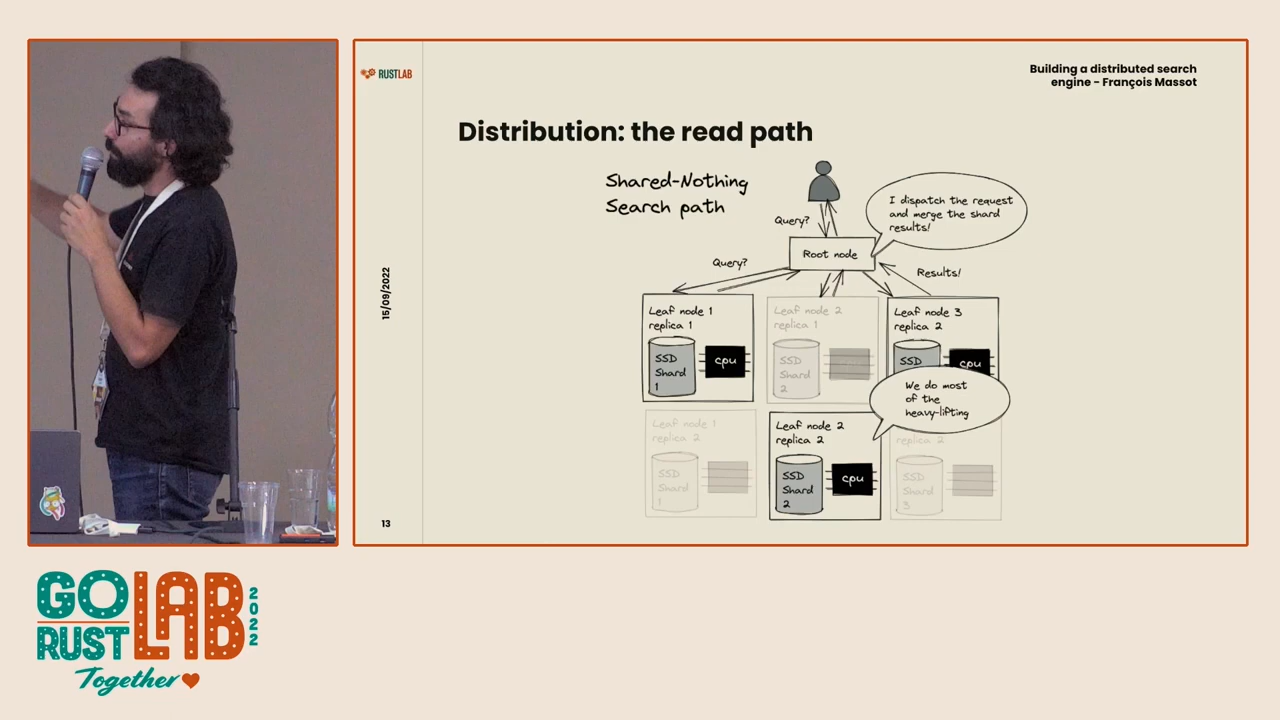 RUSTLAB
Building a distributed search
engine - François Massot
Distribution: the read path
Shared-Nothing
Search path
Query?
I dispatch the request
and merge the shard
results!
Root node
Query?
Results!
Leaf node 1
replica 1
SSD
Shard
1
cpu
Leaf node 2
replica 1
SSD
Shard
2
Leaf node 3
replica 2
SSD
cpu
We do most
of the
heavy-lifting
Leaf node 1
replica 2
SSD
Shard
1
Leaf node 2
replica 2
SSD
Shard
2
cpu
replica 2
SSD
Shard
3
15/09/2022
13
GO LAB
RUST
2022
Together